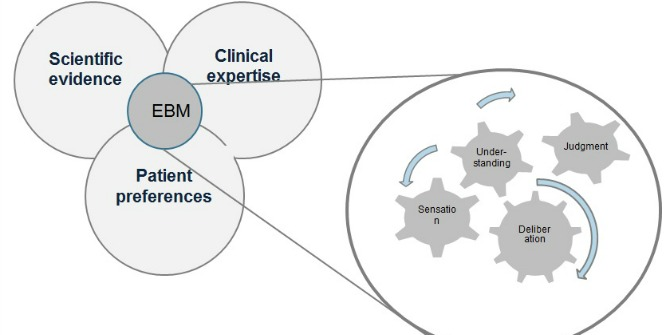 Scientific
evidence
Clinical
expertise
EBM
Patient
preferences
Under-
standing
Judgment
Sensatio
n
Deliber
ation